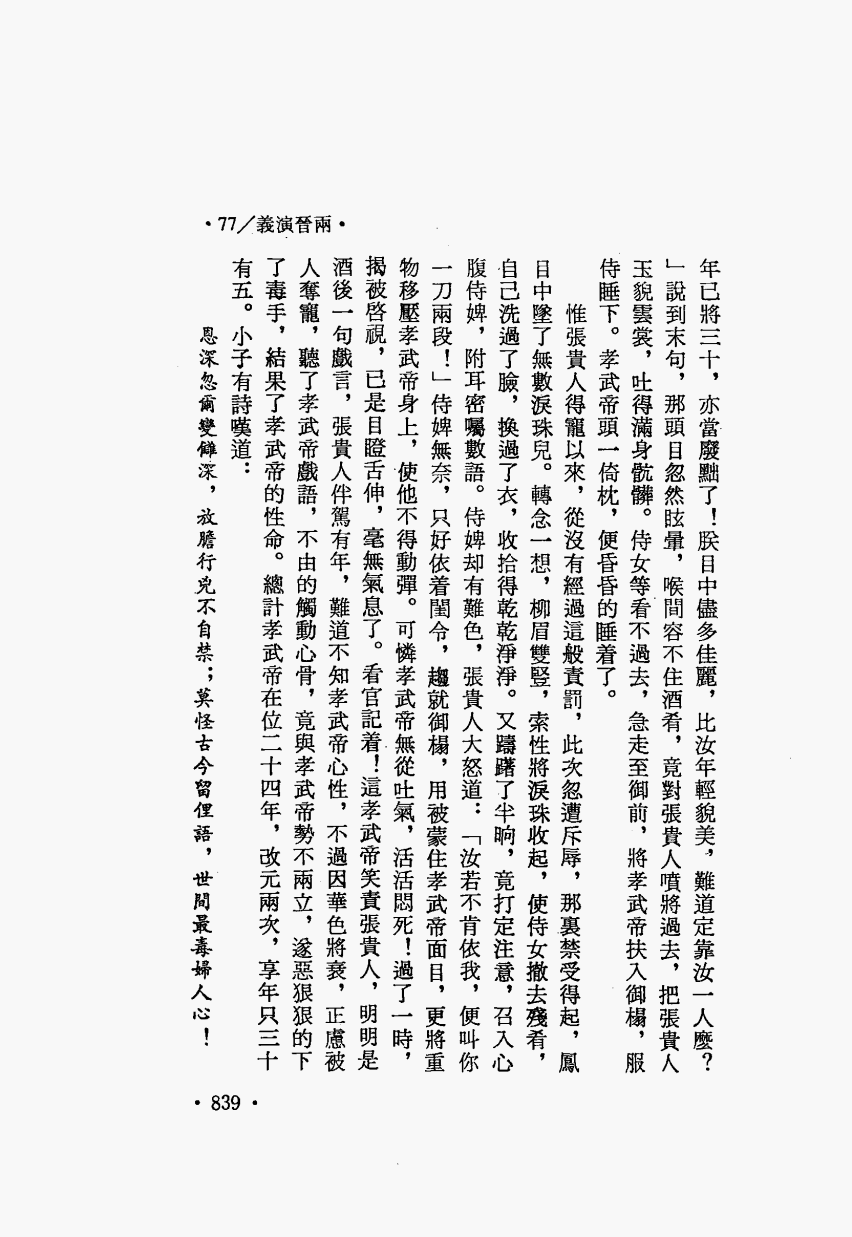 ・77／義演晉兩・
年已將三十，亦當廢黜了！朕目中儘多佳麗，比汝年輕貌美，難道定靠汝一人麼？
」說到末句，那頭目忽然眩暈，喉間容不住酒肴，竟對張貴人噴將過去，把張貴人
玉貌雲裳，吐得滿身骯髒。侍女等看不過去，急走至御前，將孝武帝扶入御榻，服
侍睡下。孝武帝頭一倚枕，便昏昏的睡着了。
惟張貴人得寵以來，從沒有經過這般責罰，此次忽遭斥辱，那裏禁受得起，鳳
目中墜了無數淚珠兒。轉念一想，柳眉雙豎，索性將淚珠收起，使侍女撤去殘肴，
自己洗過了臉，換過了衣，收拾得乾乾淨淨。又躊躇了半晌，竟打定注意，召入心
腹侍婢，附耳密囑數語。侍婢却有難色，張貴人大怒道：「汝若不肯依我，便叫你
一刀兩段！」侍婢無奈，只好依着閨令，趨就御榻，用被蒙住孝武帝面目，更將重
物移壓孝武帝身上，使他不得動彈。可憐孝武帝無從吐氣，活活悶死！過了一時，
揭被啓視，已是目瞪舌伸，毫無氣息了。看官記着！這孝武帝笑責張貴人，明明是
酒後一句戲言，張貴人伴駕有年，難道不知孝武帝心性，不過因華色將衰，正慮被
人奪寵，聽了孝武帝戲語，不由的觸動心骨，竟與孝武帝勢不兩立，遂惡狠狠的下
了毒手，結果了孝武帝的性命。總計孝武帝在位二十四年，改元兩次，享年只三十
有五。小子有詩嘆道：
恩深忽爾變讎深，放膽行兇不自禁；莫怪古今留俚語，世間最毒婦人心！
・839・